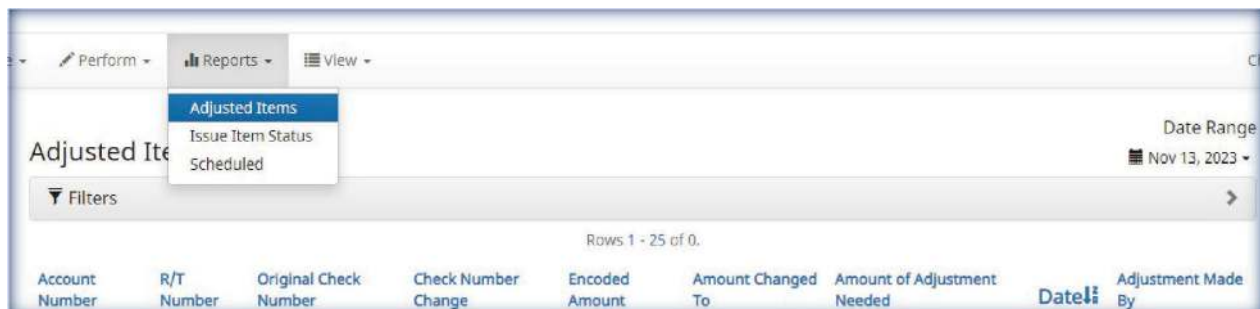 Perform Reports View
Adjusted Items
Issue Item Status
Scheduled
Date Range
Adjusted Ite
Nov 13, 2023
Filters
Rows 1 - 25 of 0.
Account Number R/T Number Original Check Number Check Number Change Encoded Amount Amount Changed To Amount of Adjustment Needed Date Adjustment Made By